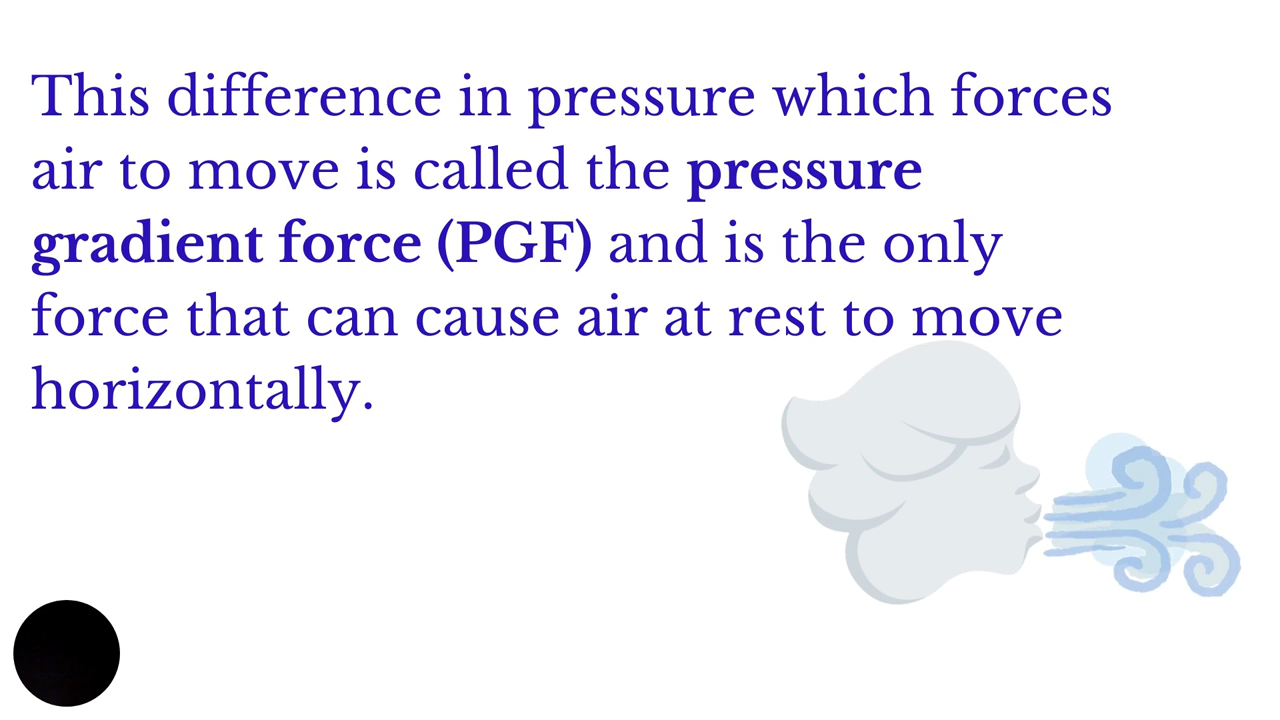 This difference in pressure which forces
air to move is called the pressure
gradient force (PGF) and is the only
force that can cause air at rest to move
horizontally.